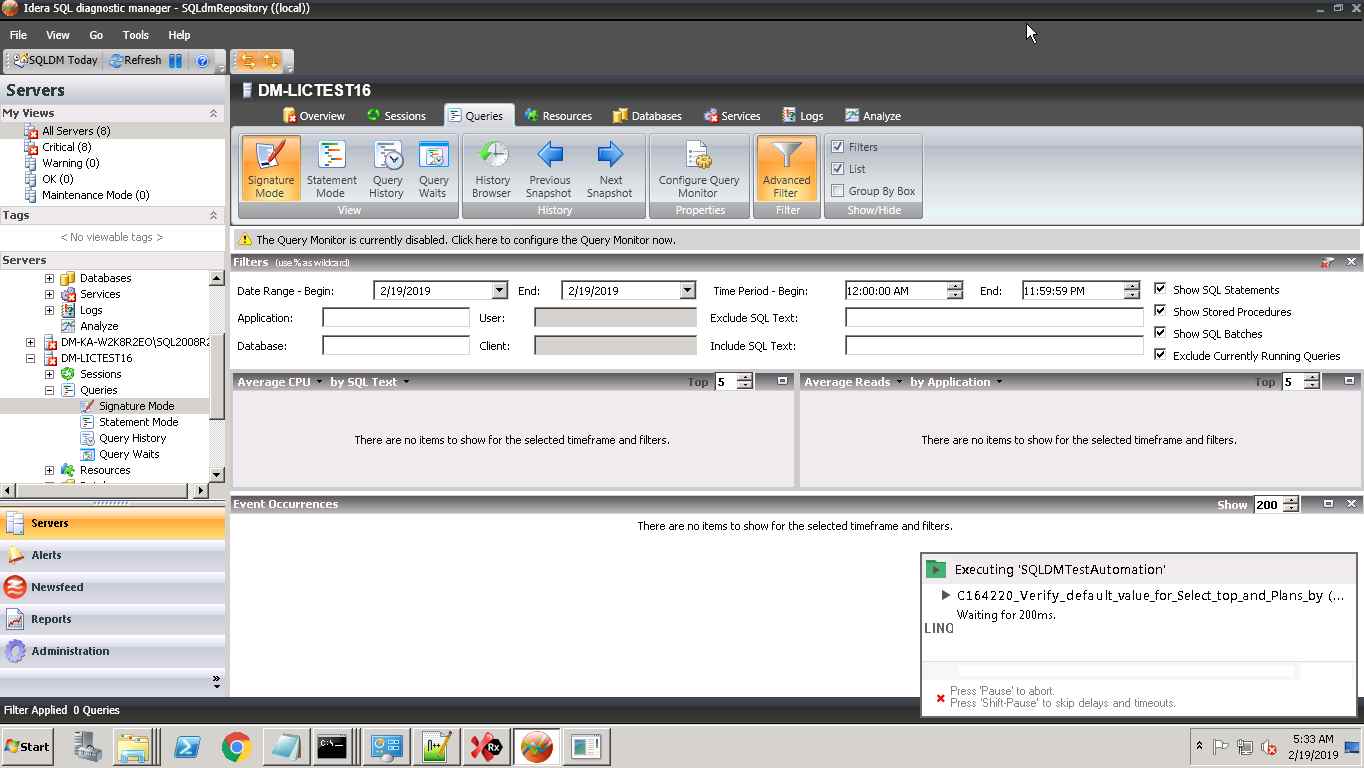 Idera SQL diagnostic manager - SQLdmRepository ((local))
File View Go Tools Help
SQLDM Today Refresh
Servers
My Views
All Servers (8)
Critical (8)
Warning (0)
OK (0)
Maintenance Mode (0)
Tags
< No viewable tags >
Servers
Databases
Services
Logs
Analyze
DM-KA-W2K8R2EO\SQL2008R2
DM-LICTEST16
Sessions
Queries
Signature Mode
Statement Mode
Query History
Query Waits
Resources
Servers
Alerts
Newsfeed
Reports
Administration
DM-LICTEST16
Overview Sessions Queries Resources Databases Services Logs Analyze
Signature Mode
Statement Mode
Query History
Query Waits
View
History Browser
Previous Snapshot
Next Snapshot
History
Configure Query Monitor
Properties
Advanced Filter
Filter
Filters
List
Group By Box
Show/Hide
The Query Monitor is currently disabled. Click here to configure the Query Monitor now.
Filters (use % as wildcard)
Date Range - Begin: 2/19/2019 End: 2/19/2019 Time Period - Begin: 12:00:00 AM End: 11:59:59 PM Show SQL Statements
Application: User: Exclude SQL Text: Show Stored Procedures
Show SQL Batches
Database: Client: Include SQL Text: Exclude Currently Running Queries
Average CPU by SQL Text Top 5
There are no items to show for the selected timeframe and filters.
Average Reads by Application Top 5
There are no items to show for the selected timeframe and filters.
Event Occurrences Show 200
There are no items to show for the selected timeframe and filters.
Executing 'SQLDMTestAutomation'
C164220_Verify_default_value_for_Select_top_and_Plans_by (...
Waiting for 200ms.
LINQ
Press 'Pause' to abort.
Press 'Shift-Pause' to skip delays and timeouts.
Filter Applied 0 Queries
Start
C:\
Rx
5:33 AM
2/19/2019